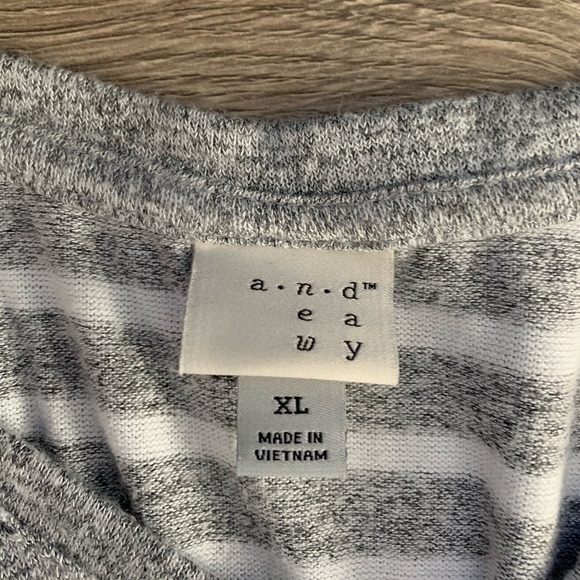 a·n·d™
e a
w y
XL
MADE IN
VIETNAM